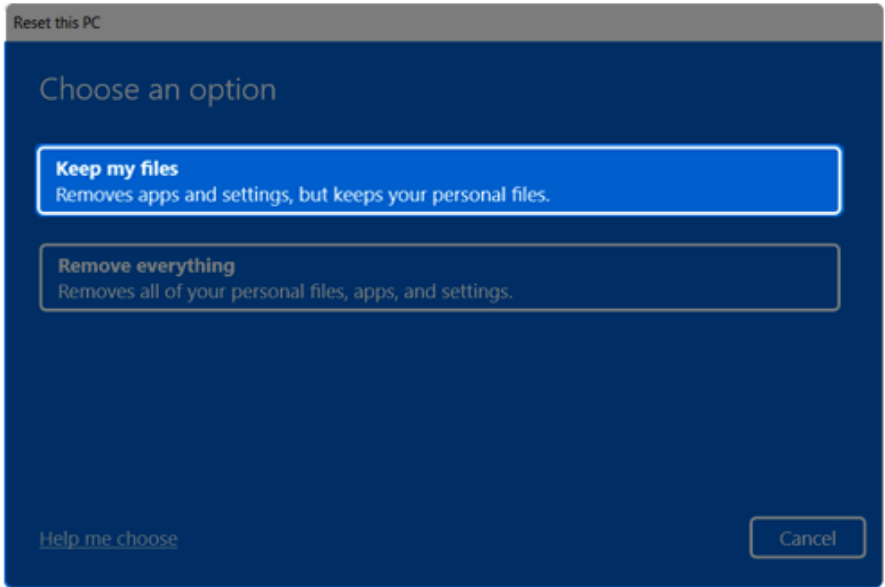 Reset this PC
Choose an option
Keep my files
Removes apps and settings, but keeps your personal files.
Remove everything
Removes all of your personal files, apps, and settings.
Help me choose
Cancel